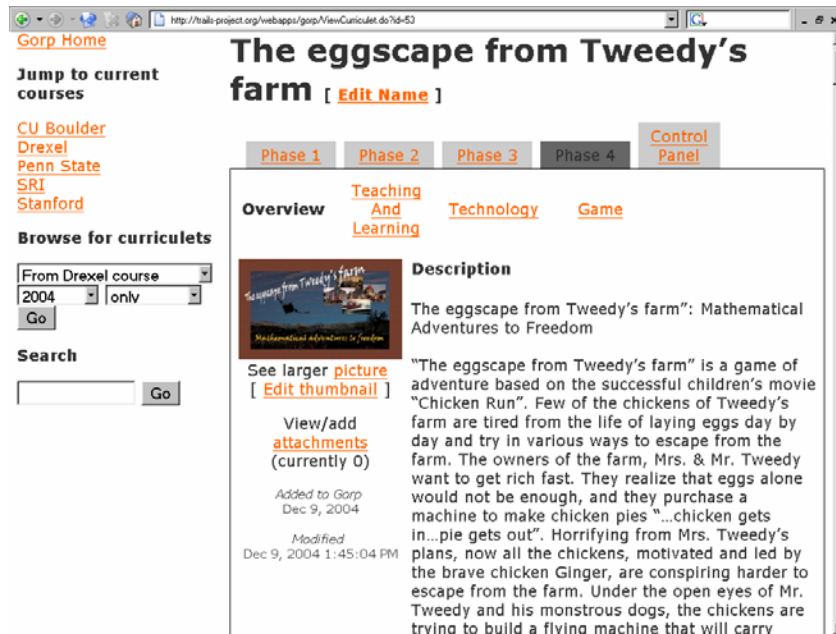 http://trails-project.org/webapps/gorp/ViewCurriculet.do?id=53
Gorp Home
Jump to current
courses
CU Boulder
Drexel
Penn State
SRI
Stanford
Browse for curriculets
From Drexel course
2004 only
Go
Search
Go
The eggscape from Tweedy’s
farm [ Edit Name ]
Phase 1 Phase 2 Phase 3 Phase 4 Control
Panel
Overview Teaching
And
Learning Technology Game
The eggscape from Tweedy's farm
Mathematical adventures to freedom
See larger picture
[ Edit thumbnail ]
View/add
attachments
(currently 0)
Added to Gorp
Dec 9, 2004
Modified
Dec 9, 2004 1:45:04 PM
Description
The eggscape from Tweedy’s farm”: Mathematical
Adventures to Freedom
“The eggscape from Tweedy’s farm” is a game of
adventure based on the successful children’s movie
“Chicken Run”. Few of the chickens of Tweedy’s
farm are tired from the life of laying eggs day by
day and try in various ways to escape from the
farm. The owners of the farm, Mrs. & Mr. Tweedy
want to get rich fast. They realize that eggs alone
would not be enough, and they purchase a
machine to make chicken pies “…chicken gets
in…pie gets out”. Horrifying from Mrs. Tweedy’s
plans, now all the chickens, motivated and led by
the brave chicken Ginger, are conspiring harder to
escape from the farm. Under the open eyes of Mr.
Tweedy and his monstrous dogs, the chickens are
trying to build a flying machine that will carry